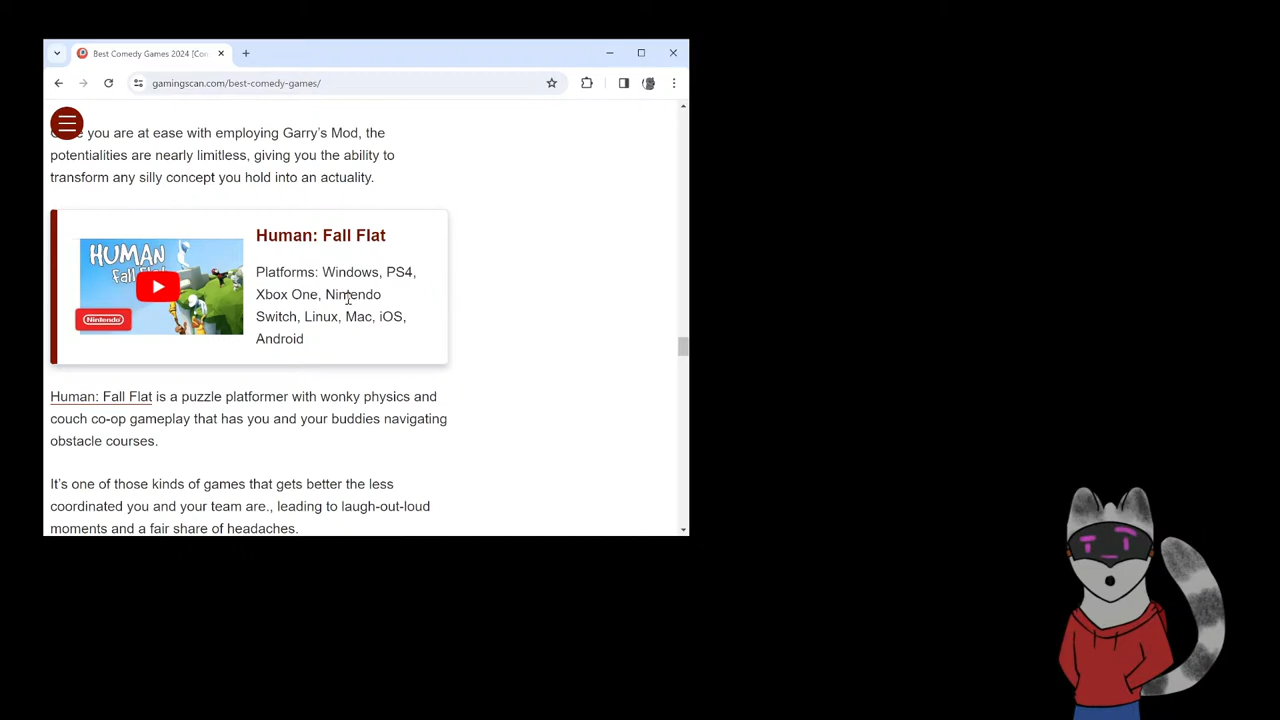 Best Comedy Games 2024 [Con
gamingscan.com/best-comedy-games/
you are at ease with employing Garry's Mod, the
potentialities are nearly limitless, giving you the ability to
transform any silly concept you hold into an actuality.
HUMAN
Fall Flat
Nintendo
Human: Fall Flat
Platforms: Windows, PS4,
Xbox One, Nintendo
Switch, Linux, Mac, iOS,
Android
Human: Fall Flat is a puzzle platformer with wonky physics and
couch co-op gameplay that has you and your buddies navigating
obstacle courses.
It's one of those kinds of games that gets better the less
coordinated you and your team are., leading to laugh-out-loud
moments and a fair share of headaches.